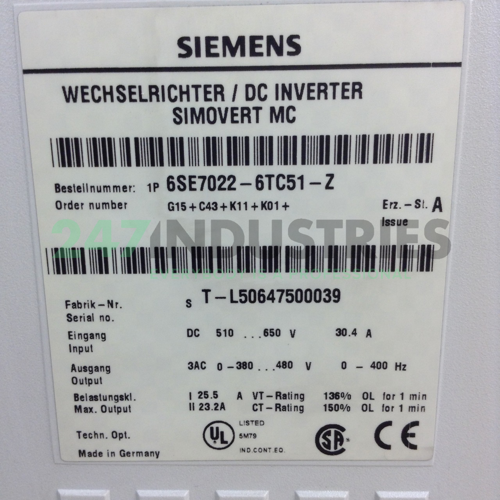 SIEMENS
WECHSELRICHTER / DC INVERTER
SIMOVERT MC
Bestellnummer: 1P 6SE7022-6TC51-Z
Order number G15+C43+K11+K01+ Erz.-St. A
Issue
247INDUSTRIES
Fabrik-Nr. S T-L50647500039
Serial no.
Eingang DC 510 ...650 V 30.4 A
Input
Ausgang 3AC 0-380 ...480 V 0 - 400 Hz
Output
Belastungskl. I 25.5 A VT-Rating 136% OL for 1 min
Max. Output II 23.2A CT-Rating 150% OL for 1 min
Techn. Opt. UL LISTED SA CE
5M79
Made in Germany IND.CONT.EQ.